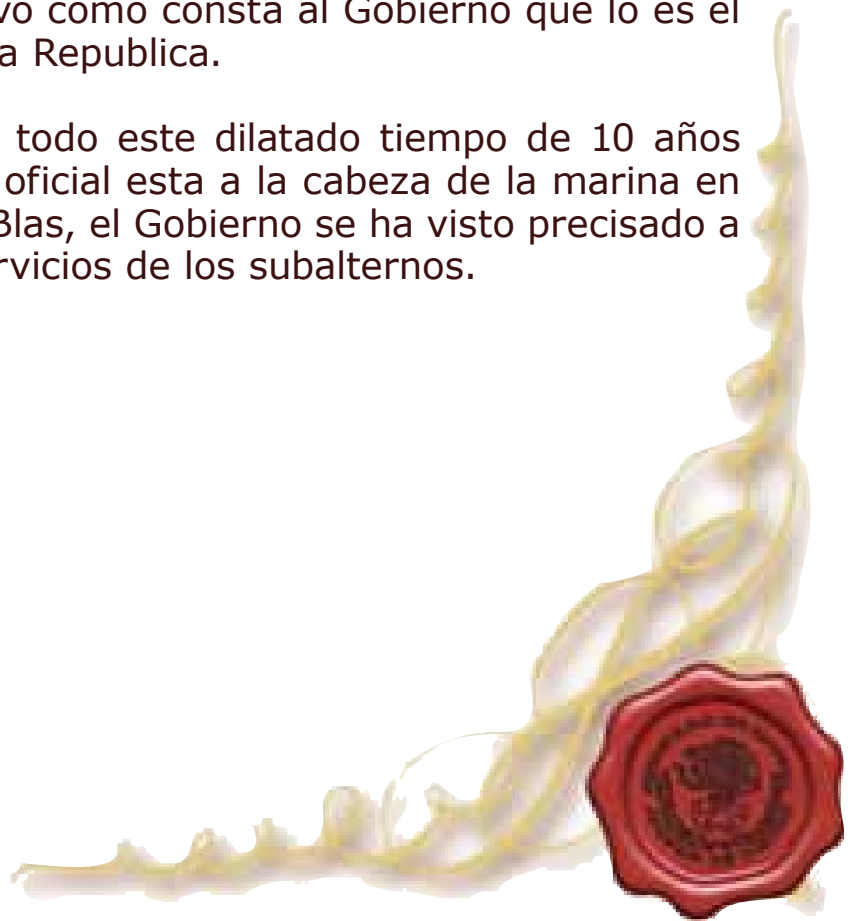 vo como consta al Gobierno que lo es el
a Republica.
todo este dilatado tiempo de 10 años
oficial esta a la cabeza de la marina en
Blas, el Gobierno se ha visto precisado a
rvicios de los subalternos.